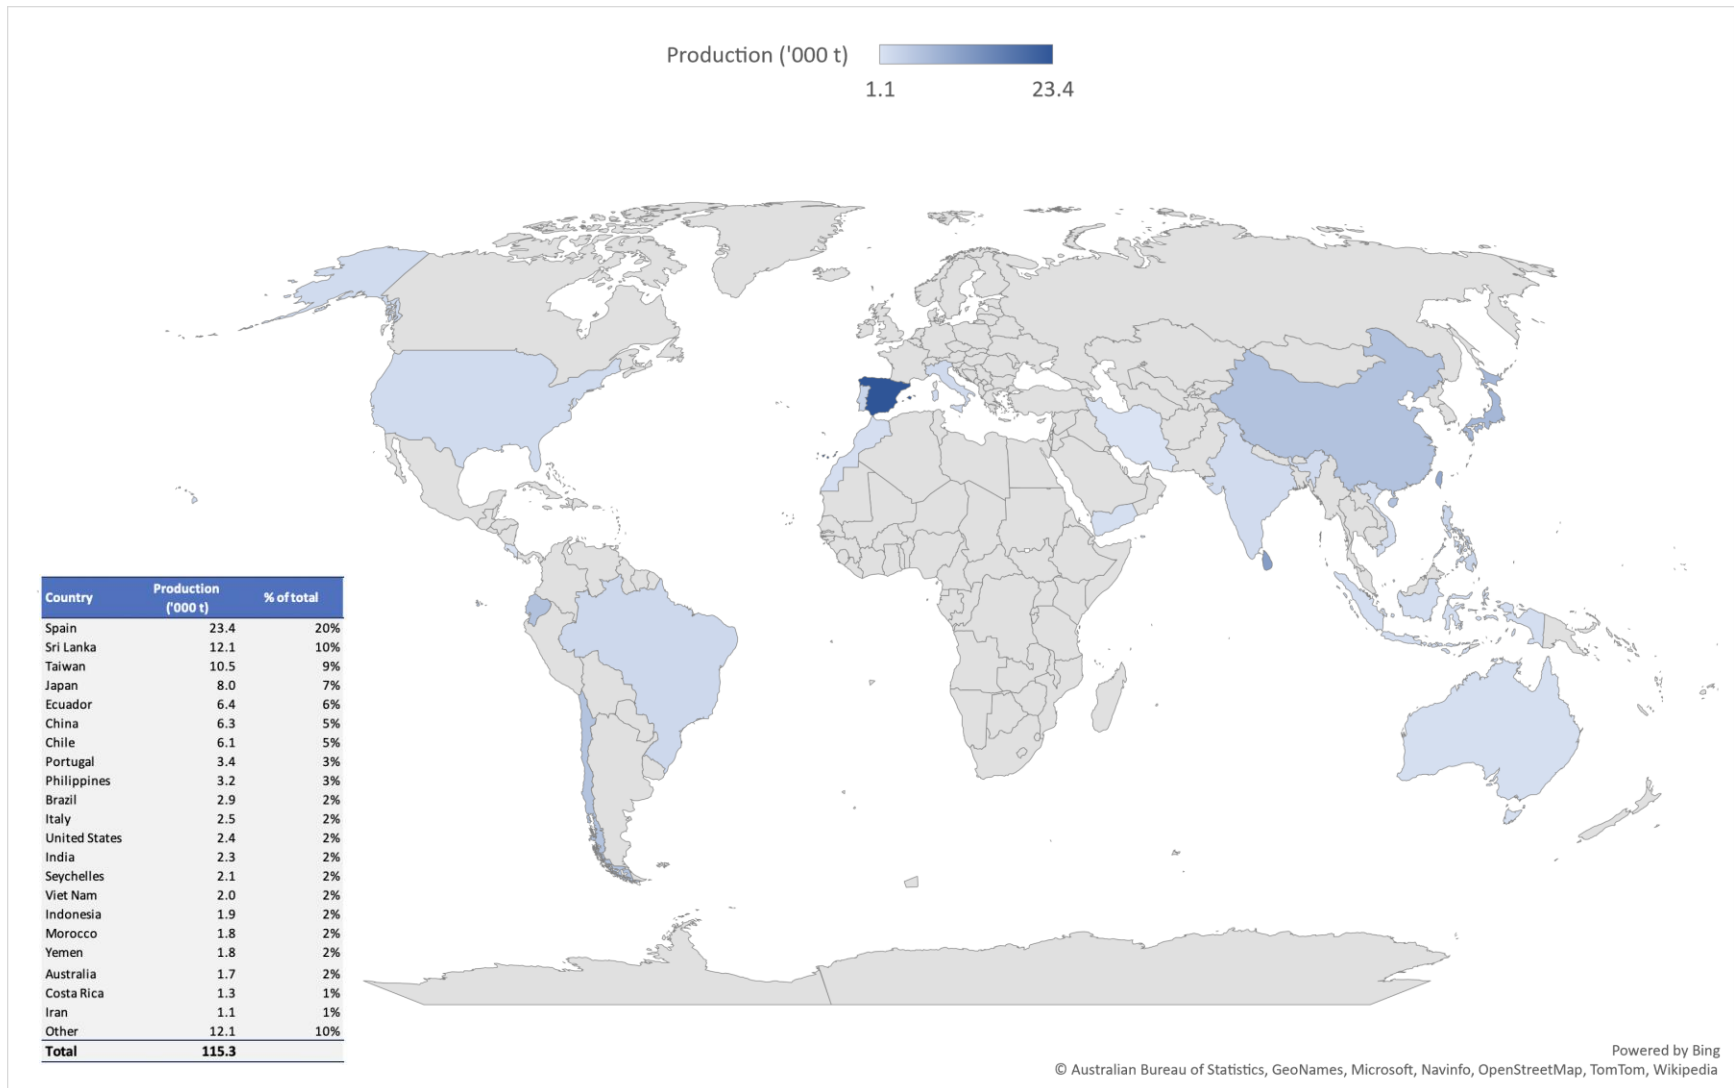 Production ('000 t)
1.1 23.4
Country Production ('000 t) % of total
Spain 23.4 20%
Sri Lanka 12.1 10%
Taiwan 10.5 9%
Japan 8.0 7%
Ecuador 6.4 6%
China 6.3 5%
Chile 6.1 5%
Portugal 3.4 3%
Philippines 3.2 3%
Brazil 2.9 2%
Italy 2.5 2%
United States 2.4 2%
India 2.3 2%
Seychelles 2.1 2%
Viet Nam 2.0 2%
Indonesia 1.9 2%
Morocco 1.8 2%
Yemen 1.8 2%
Australia 1.7 2%
Costa Rica 1.3 1%
Iran 1.1 1%
Other 12.1 10%
Total 115.3
Powered by Bing
© Australian Bureau of Statistics, GeoNames, Microsoft, Navinfo, OpenStreetMap, TomTom, Wikipedia